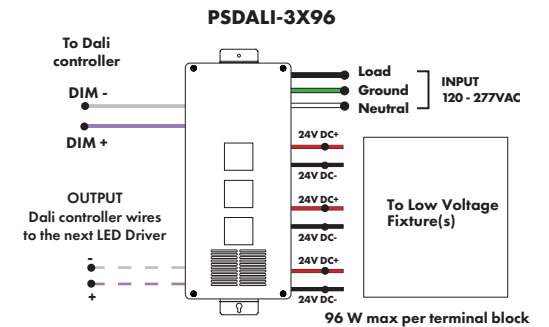 PSDALI-3X96
To Dali
controller
DIM -
DIM +
Load
Ground
Neutral
INPUT
120 - 277VAC
24V DC+
24V DC-
24V DC+
24V DC-
24V DC+
24V DC-
To Low Voltage
Fixture(s)
OUTPUT
Dali controller wires
to the next LED Driver
-
+
96 W max per terminal block